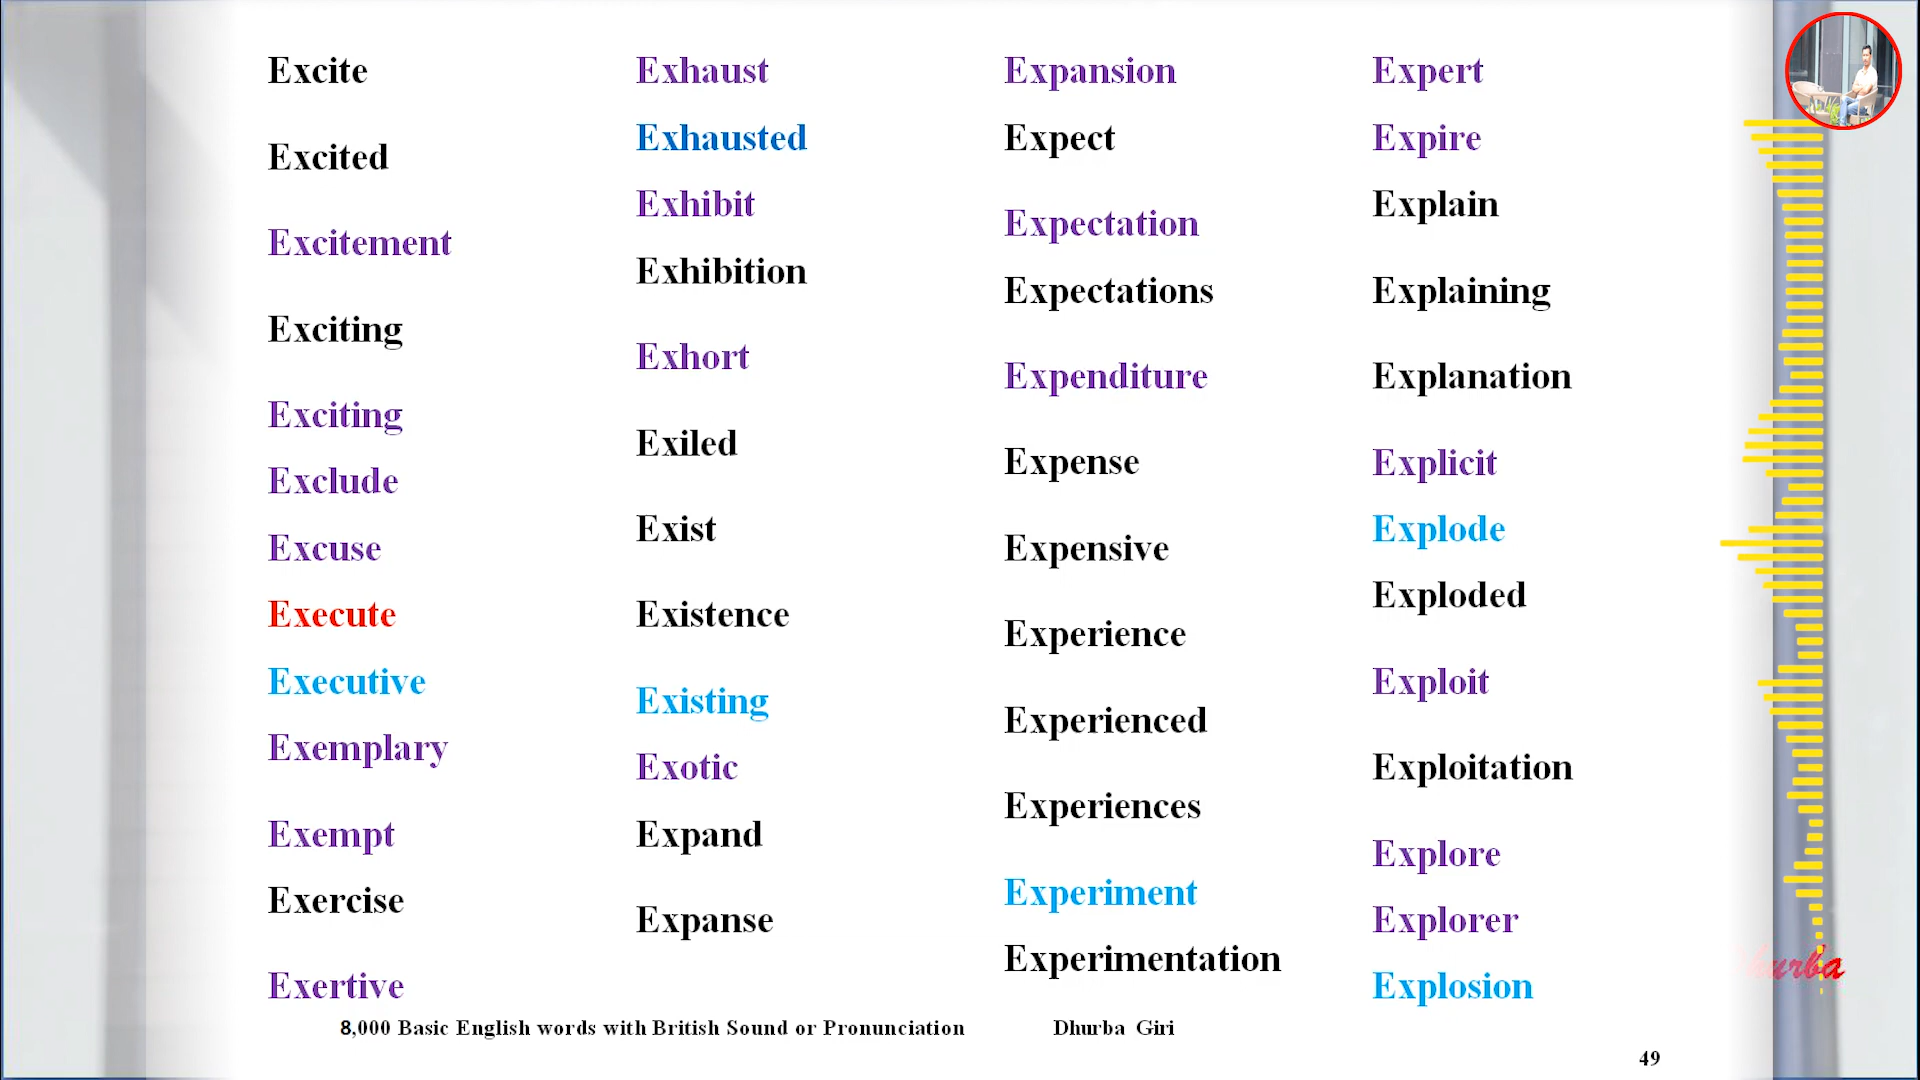 Excite
Excited
Excitement
Exciting
Exciting
Exclude
Excuse
Execute
Executive
Exemplary
Exempt
Exercise
Exertive
Exhaust
Exhausted
Exhibit
Exhibition
Exhort
Exiled
Exist
Existence
Existing
Exotic
Expand
Expanse
Expansion
Expect
Expectation
Expectations
Expenditure
Expense
Expensive
Experience
Experienced
Experiences
Experiment
Experimentation
Expert
Expire
Explain
Explaining
Explanation
Explicit
Explode
Exploded
Exploit
Exploitation
Explore
Explorer
Explosion
8,000 Basic English words with British Sound or Pronunciation Dhurba Giri
49